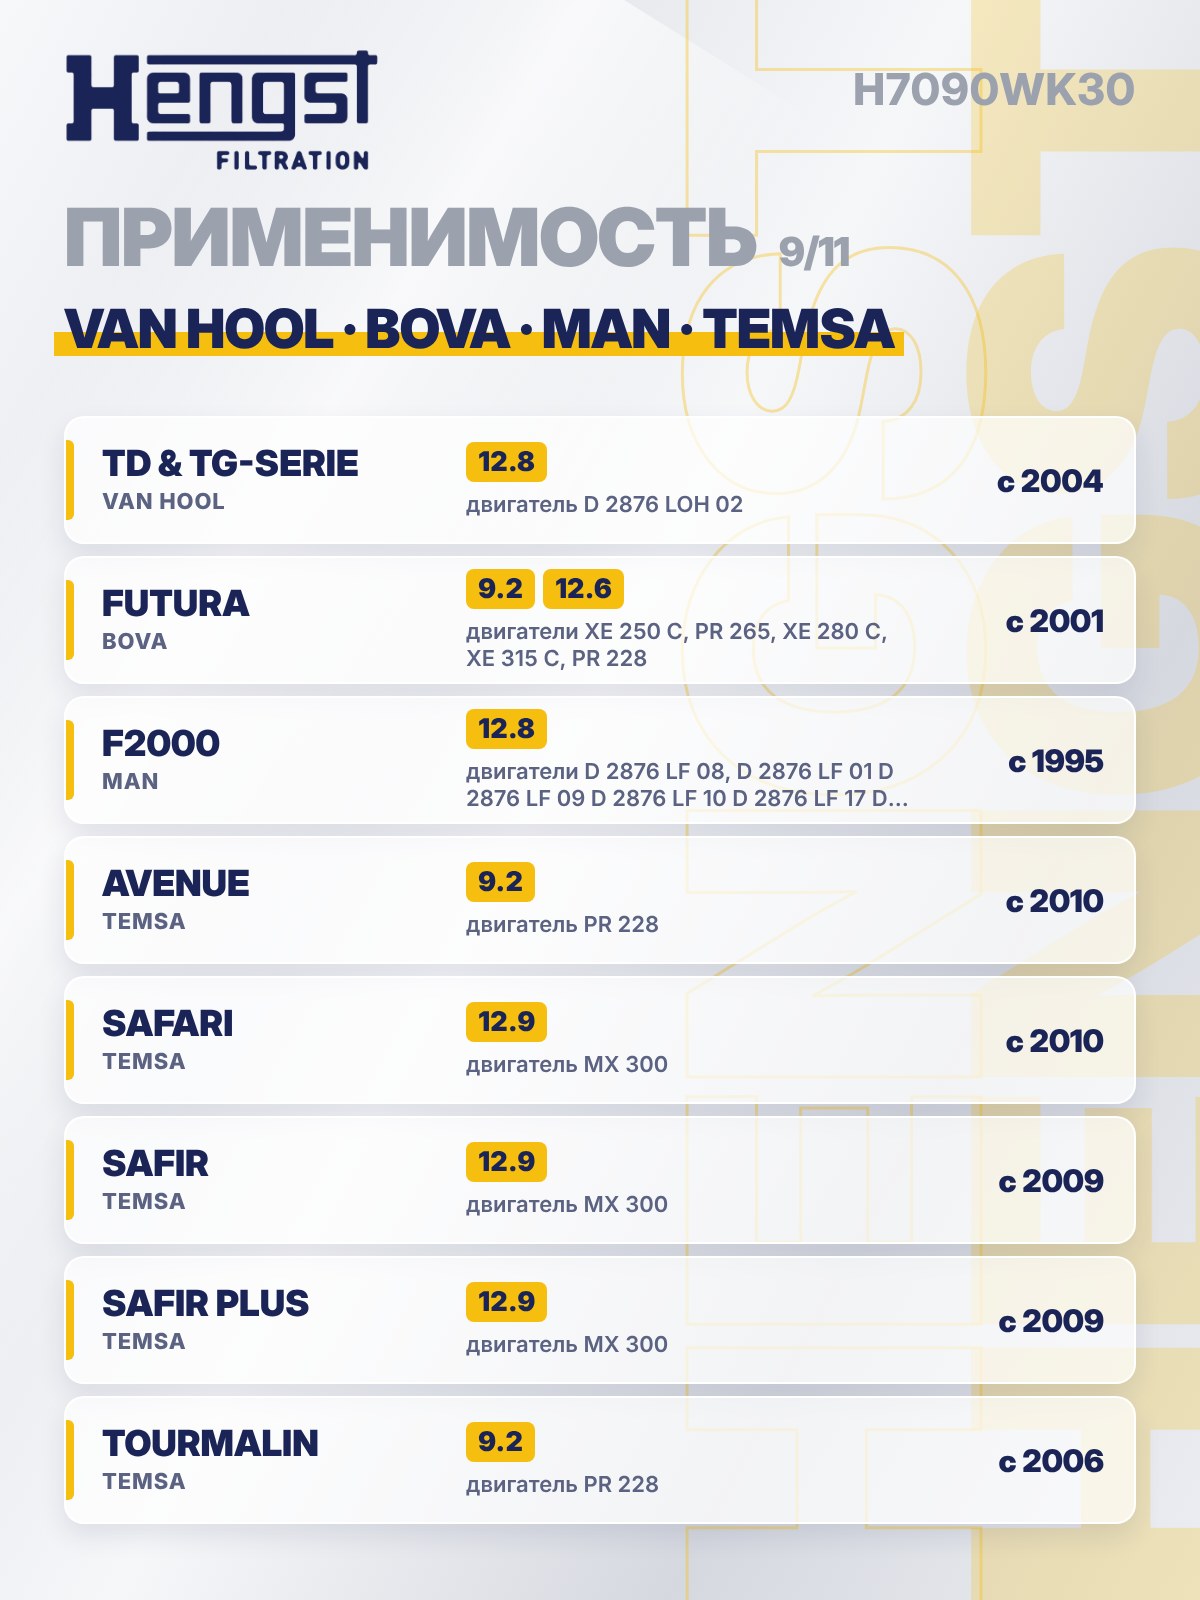 Hengst
FILTRATION
H7090WK30
ПРИМЕНИМОСТЬ 9/11
VAN HOOL · BOVA · MAN · TEMSA
TD & TG-SERIE
VAN HOOL
12.8
двигатель D 2876 LOH 02
с 2004
FUTURA
BOVA
9.2 12.6
двигатели XE 250 C, PR 265, XE 280 C,
XE 315 C, PR 228
с 2001
F2000
MAN
12.8
двигатели D 2876 LF 08, D 2876 LF 01 D
2876 LF 09 D 2876 LF 10 D 2876 LF 17 D...
с 1995
AVENUE
TEMSA
9.2
двигатель PR 228
с 2010
SAFARI
TEMSA
12.9
двигатель MX 300
с 2010
SAFIR
TEMSA
12.9
двигатель MX 300
с 2009
SAFIR PLUS
TEMSA
12.9
двигатель MX 300
с 2009
TOURMALIN
TEMSA
9.2
двигатель PR 228
с 2006
HENGST
HENGST